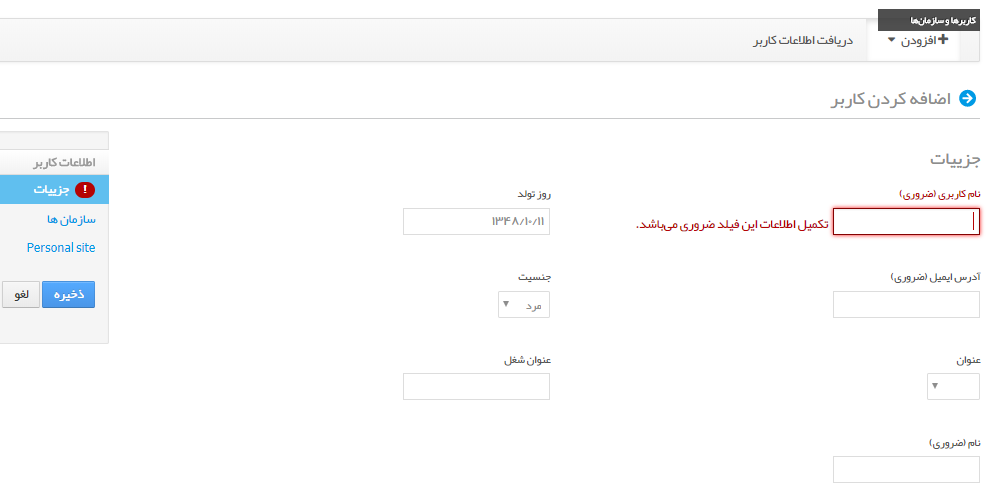 کاربرها و سازمان‌ها
افزودن
دریافت اطلاعات کاربر
اضافه کردن کاربر
جزییات
نام کاربری (ضروری)
تکمیل اطلاعات این فیلد ضروری می‌باشد.
روز تولد
۱۳۴۸/۱۰/۱۱
آدرس ایمیل (ضروری)
جنسیت
مرد
عنوان
عنوان شغل
نام (ضروری)
اطلاعات کاربر
! جزییات
سازمان ها
Personal site
ذخیره
لغو